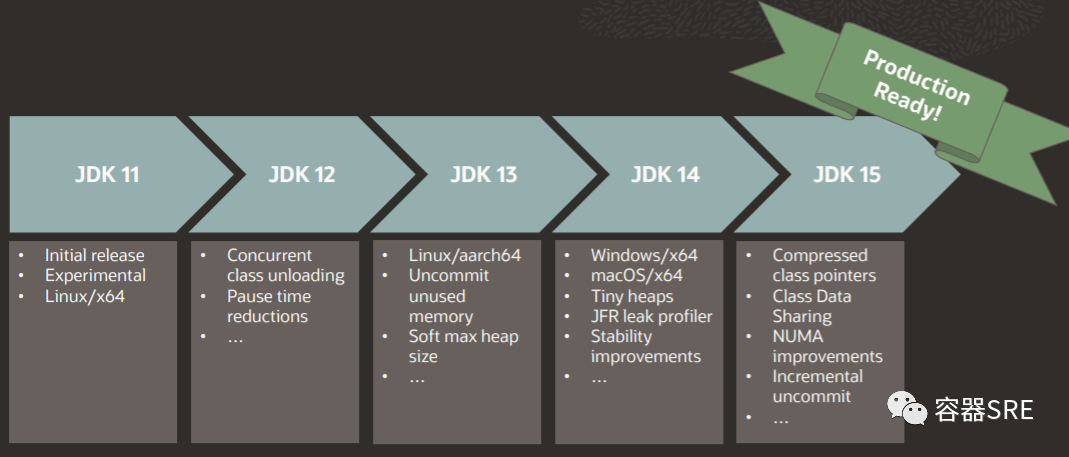 Production
Ready!
JDK 11
JDK 12
JDK 13
JDK 14
JDK 15
• Initial release
• Experimental
• Linux/x64
• Concurrent
class unloading
• Pause time
reductions
• ...
• Linux/aarch64
• Uncommit
unused
memory
• Soft max heap
size
• ...
• Windows/x64
• macOS/x64
• Tiny heaps
• JFR leak profiler
• Stability
improvements
• ...
• Compressed
class pointers
• Class Data
Sharing
• NUMA
improvements
• Incremental
uncommit
• ...
容器SRE